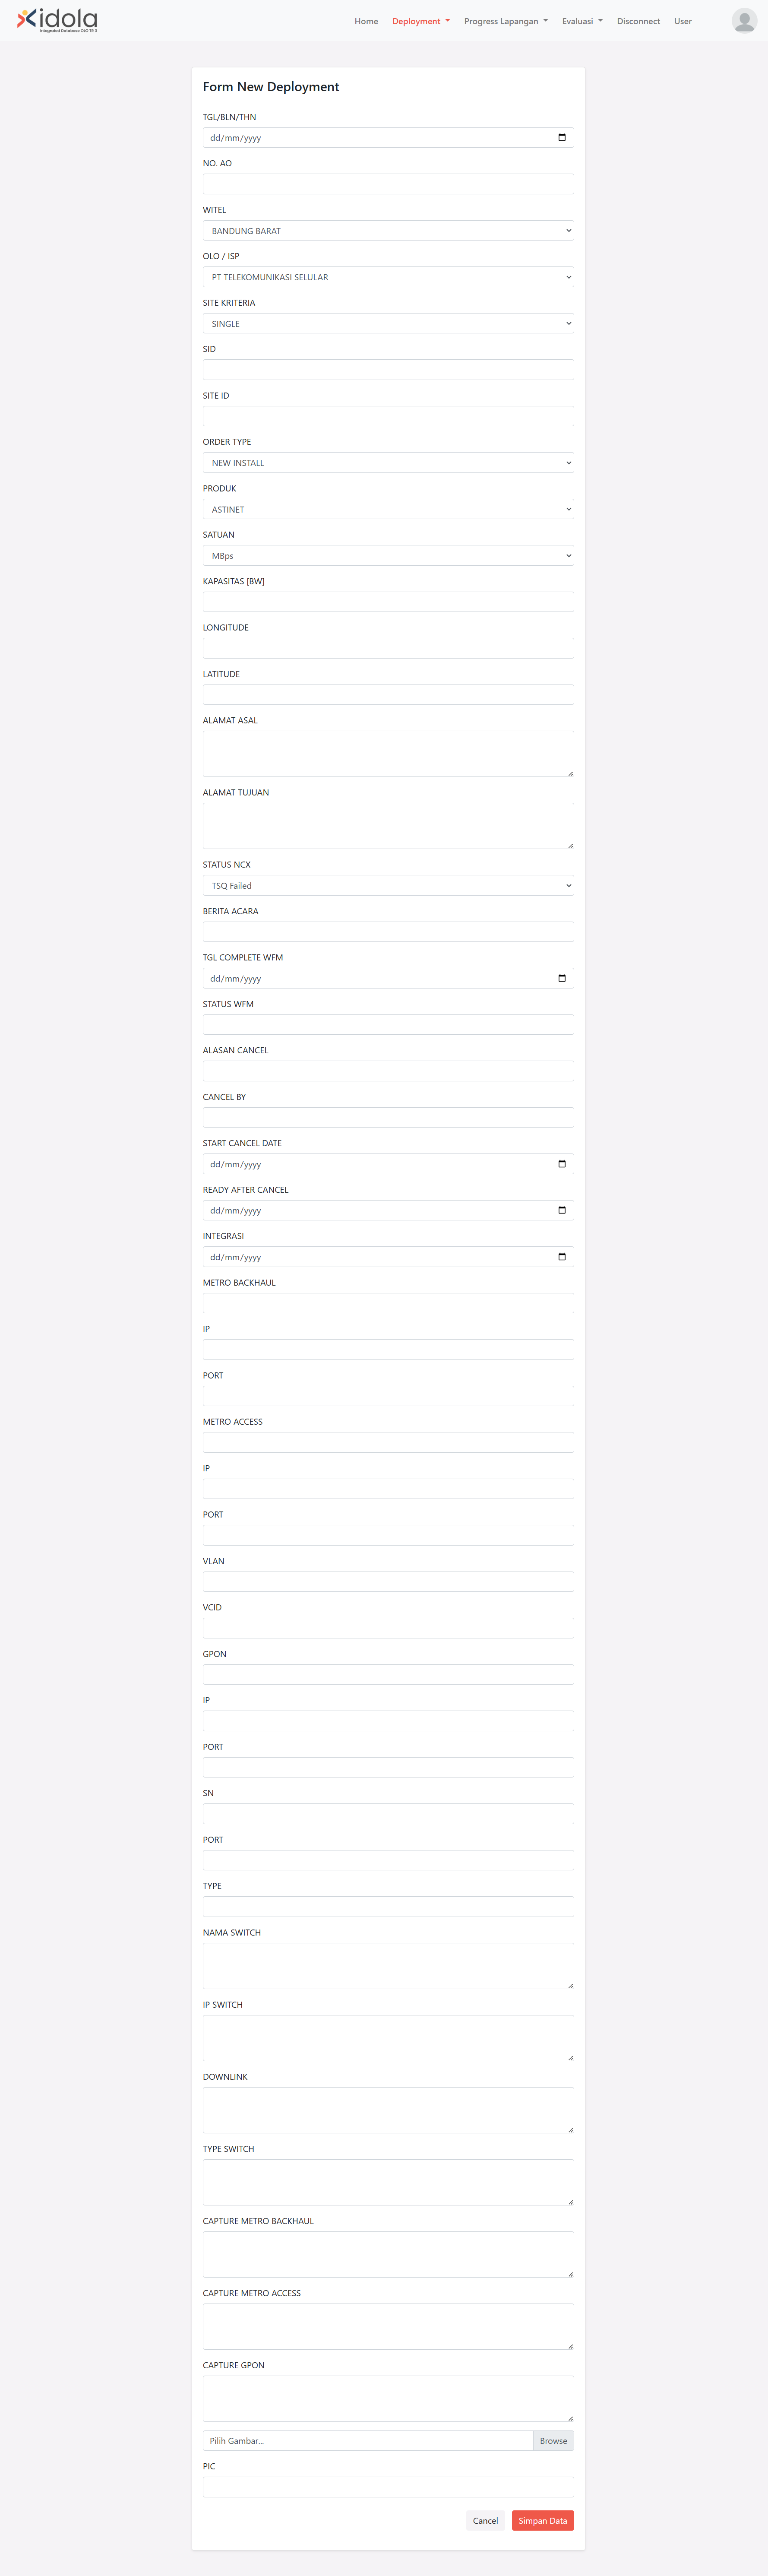 idola
Integrated Database OLO TR 3
Home Deployment Progress Lapangan Evaluasi Disconnect User
Form New Deployment
TGL/BLN/THN
dd/mm/yyyy
NO. AO
WITEL
BANDUNG BARAT
OLO / ISP
PT TELEKOMUNIKASI SELULAR
SITE KRITERIA
SINGLE
SID
SITE ID
ORDER TYPE
NEW INSTALL
PRODUK
ASTINET
SATUAN
MBps
KAPASITAS [BW]
LONGITUDE
LATITUDE
ALAMAT ASAL
ALAMAT TUJUAN
STATUS NCX
TSQ Failed
BERITA ACARA
TGL COMPLETE WFM
dd/mm/yyyy
STATUS WFM
ALASAN CANCEL
CANCEL BY
START CANCEL DATE
dd/mm/yyyy
READY AFTER CANCEL
dd/mm/yyyy
INTEGRASI
dd/mm/yyyy
METRO BACKHAUL
IP
PORT
METRO ACCESS
IP
PORT
VLAN
VCID
GPON
IP
PORT
SN
PORT
TYPE
NAMA SWITCH
IP SWITCH
DOWNLINK
TYPE SWITCH
CAPTURE METRO BACKHAUL
CAPTURE METRO ACCESS
CAPTURE GPON
Pilih Gambar... Browse
PIC
Cancel Simpan Data